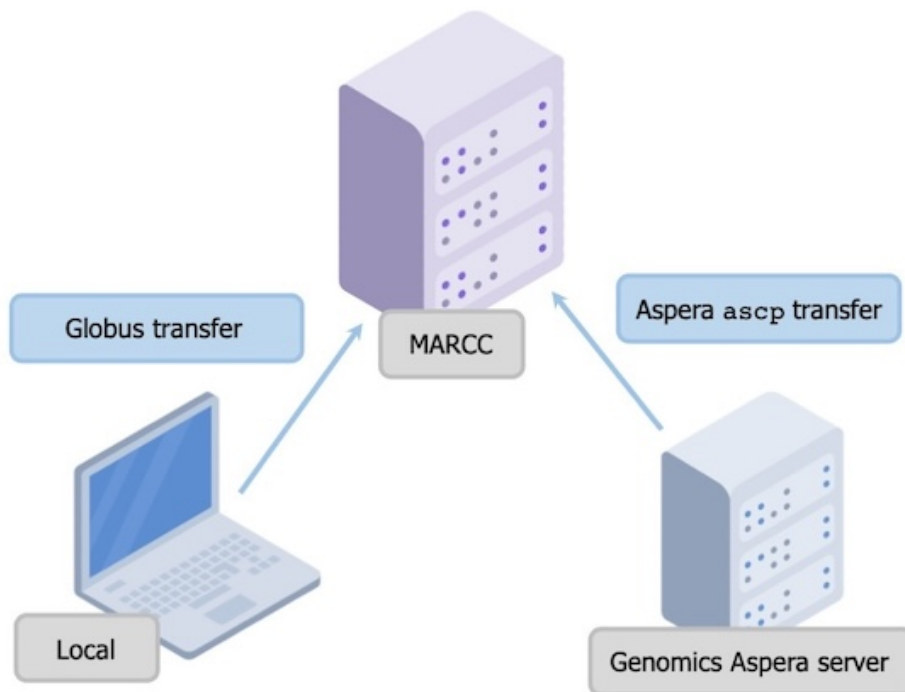 Globus transfer
Aspera ascp transfer
MARCC
Local
Genomics Aspera server